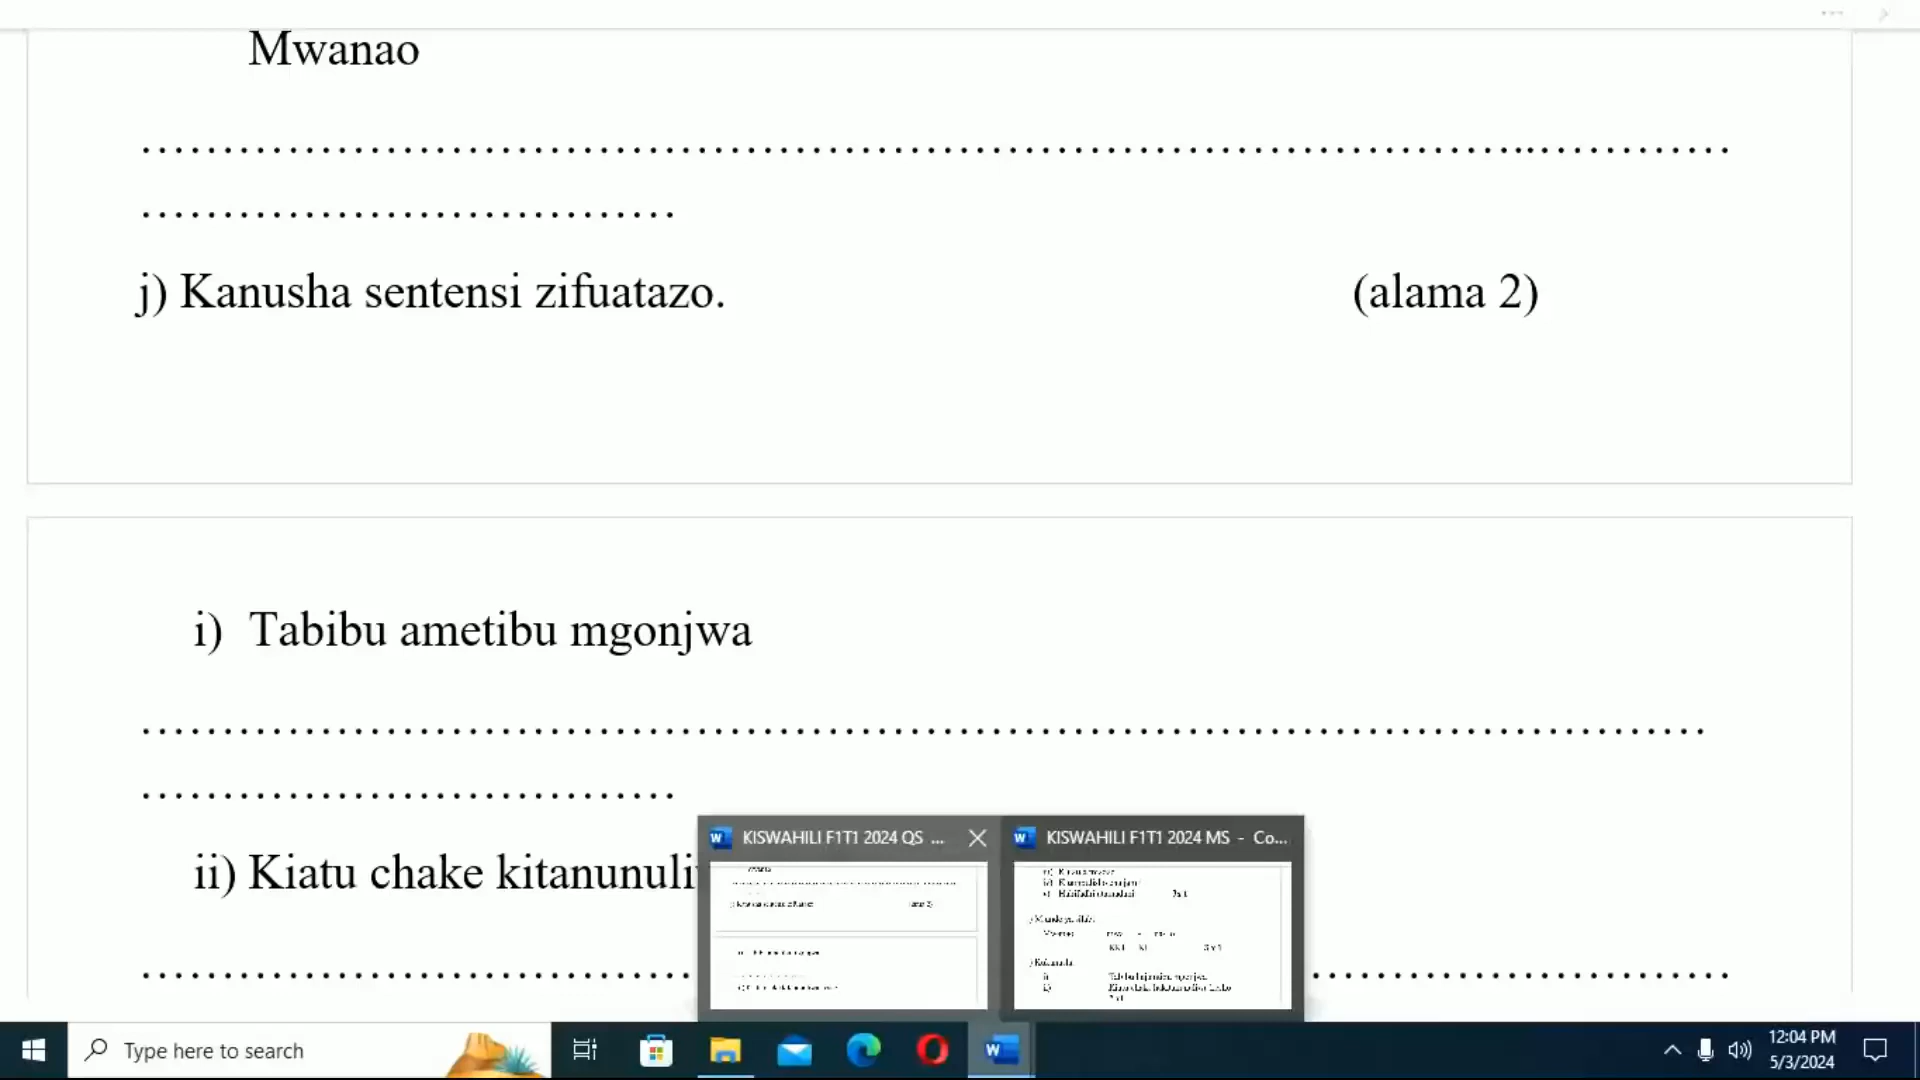 Mwanao
j) Kanusha sentensi zifuatazo. (alama 2)
i) Tabibu ametibu mgonjwa
ii) Kiatu chake
KISWAHILI F1T1 2024 QS ...
KISWAHILI F1T1 2024 MS - Co...
Type here to search
12:04 PM
5/3/2024